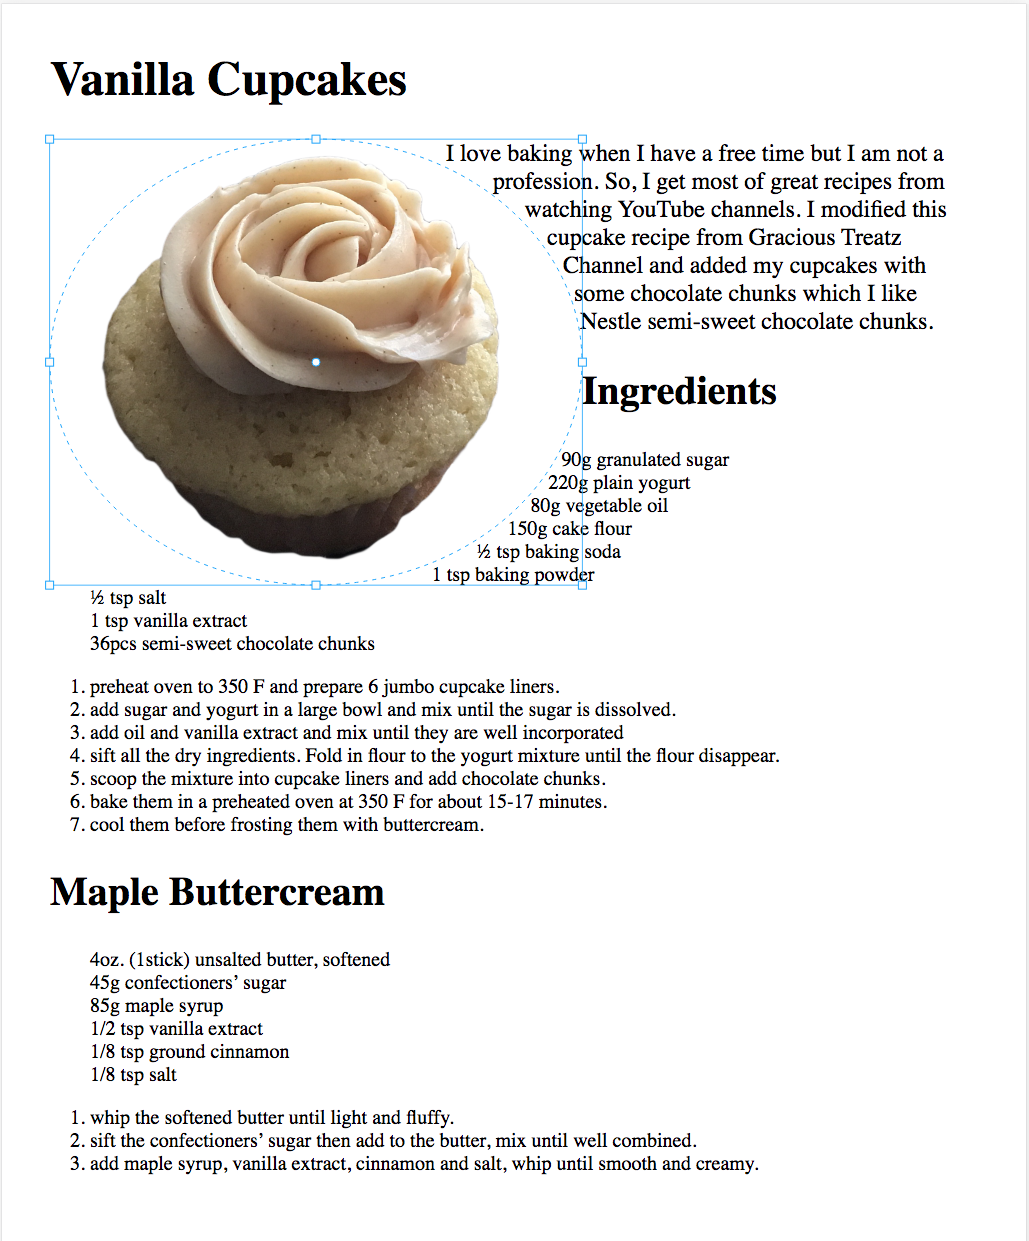 Vanilla Cupcakes
I love baking when I have a free time but I am not a
profession. So, I get most of great recipes from
watching YouTube channels. I modified this
cupcake recipe from Gracious Treatz
Channel and added my cupcakes with
some chocolate chunks which I like
Nestle semi-sweet chocolate chunks.
Ingredients
90g granulated sugar
220g plain yogurt
80g vegetable oil
150g cake flour
½ tsp baking soda
1 tsp baking powder
½ tsp salt
1 tsp vanilla extract
36pcs semi-sweet chocolate chunks
1. preheat oven to 350 F and prepare 6 jumbo cupcake liners.
2. add sugar and yogurt in a large bowl and mix until the sugar is dissolved.
3. add oil and vanilla extract and mix until they are well incorporated
4. sift all the dry ingredients. Fold in flour to the yogurt mixture until the flour disappear.
5. scoop the mixture into cupcake liners and add chocolate chunks.
6. bake them in a preheated oven at 350 F for about 15-17 minutes.
7. cool them before frosting them with buttercream.
Maple Buttercream
4oz. (1stick) unsalted butter, softened
45g confectioners’ sugar
85g maple syrup
1/2 tsp vanilla extract
1/8 tsp ground cinnamon
1/8 tsp salt
1. whip the softened butter until light and fluffy.
2. sift the confectioners’ sugar then add to the butter, mix until well combined.
3. add maple syrup, vanilla extract, cinnamon and salt, whip until smooth and creamy.